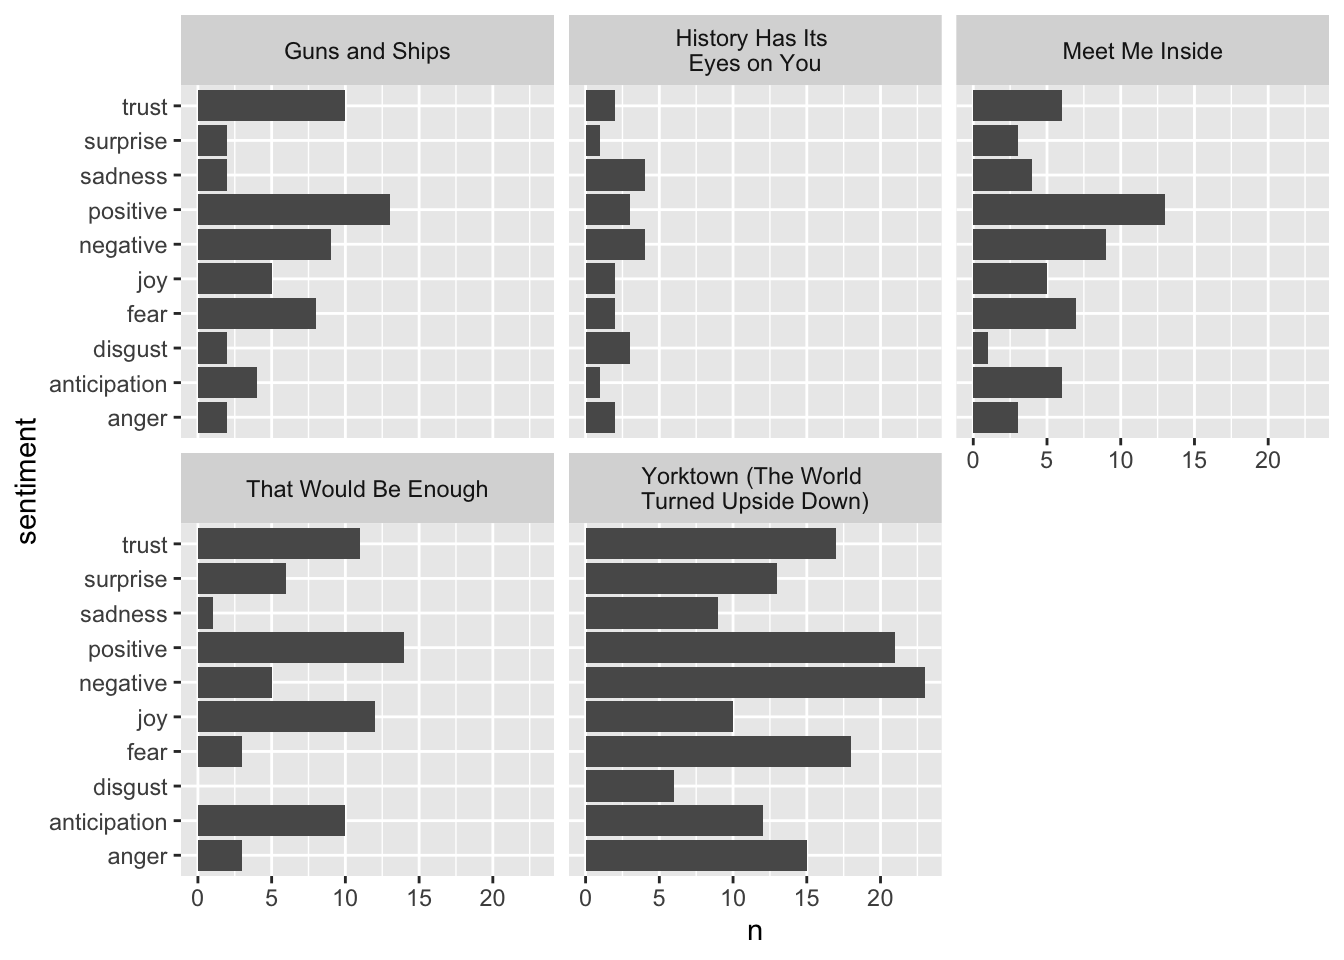 Guns and Ships
History Has Its
Eyes on You
Meet Me Inside
trust
surprise
sadness
positive
negative
joy
fear
disgust
anticipation
anger
0 5 10 15 20
sentiment
That Would Be Enough
Yorktown (The World
Turned Upside Down)
trust
surprise
sadness
positive
negative
joy
fear
disgust
anticipation
anger
0 5 10 15 20
0 5 10 15 20
n